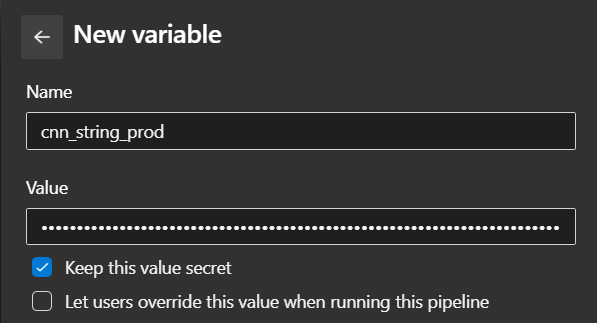 New variable
Name
cnn_string_prod
Value
Keep this value secret
Let users override this value when running this pipeline